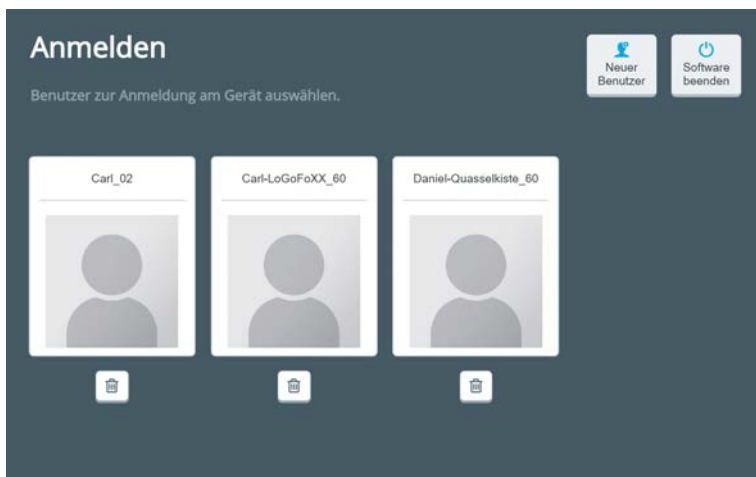 Anmelden
Neuer
Benutzer
Software
beenden
Benutzer zur Anmeldung am Gerät auswählen.
Carl_02
Carl-LoGoFoXX_60
Daniel-Quasselkiste_60